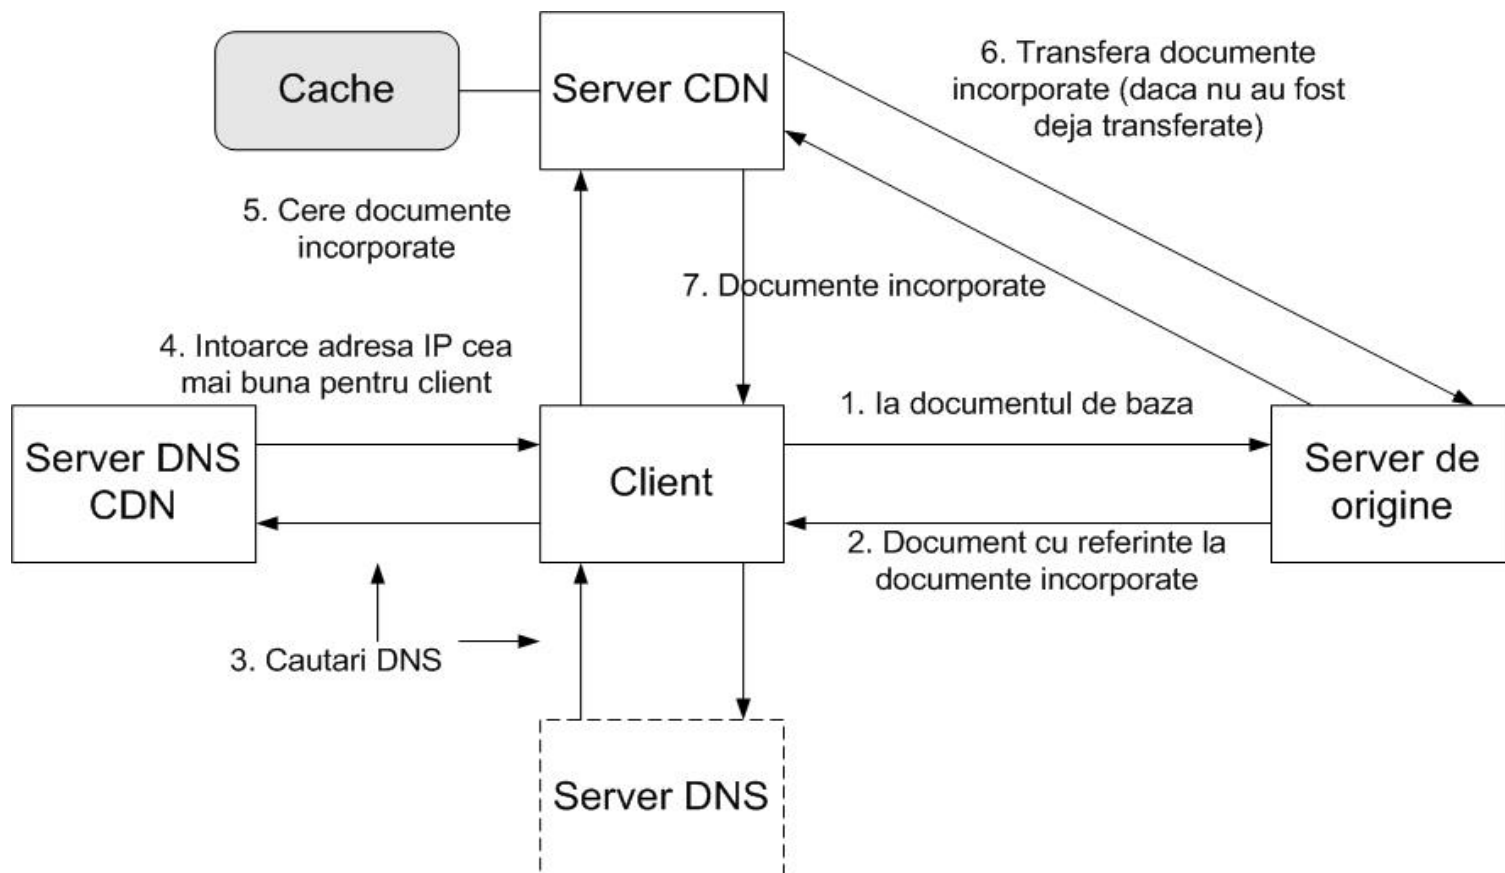 6. Transfera documente
incorporate (daca nu au fost
deja transferate)
Cache
Server CDN
5. Cere documente
incorporate
7. Documente incorporate
4. Intoarce adresa IP cea
mai buna pentru client
1. Ia documentul de baza
Server DNS
CDN
Client
Server de
origine
2. Document cu referinte la
documente incorporate
3. Cautari DNS
Server DNS